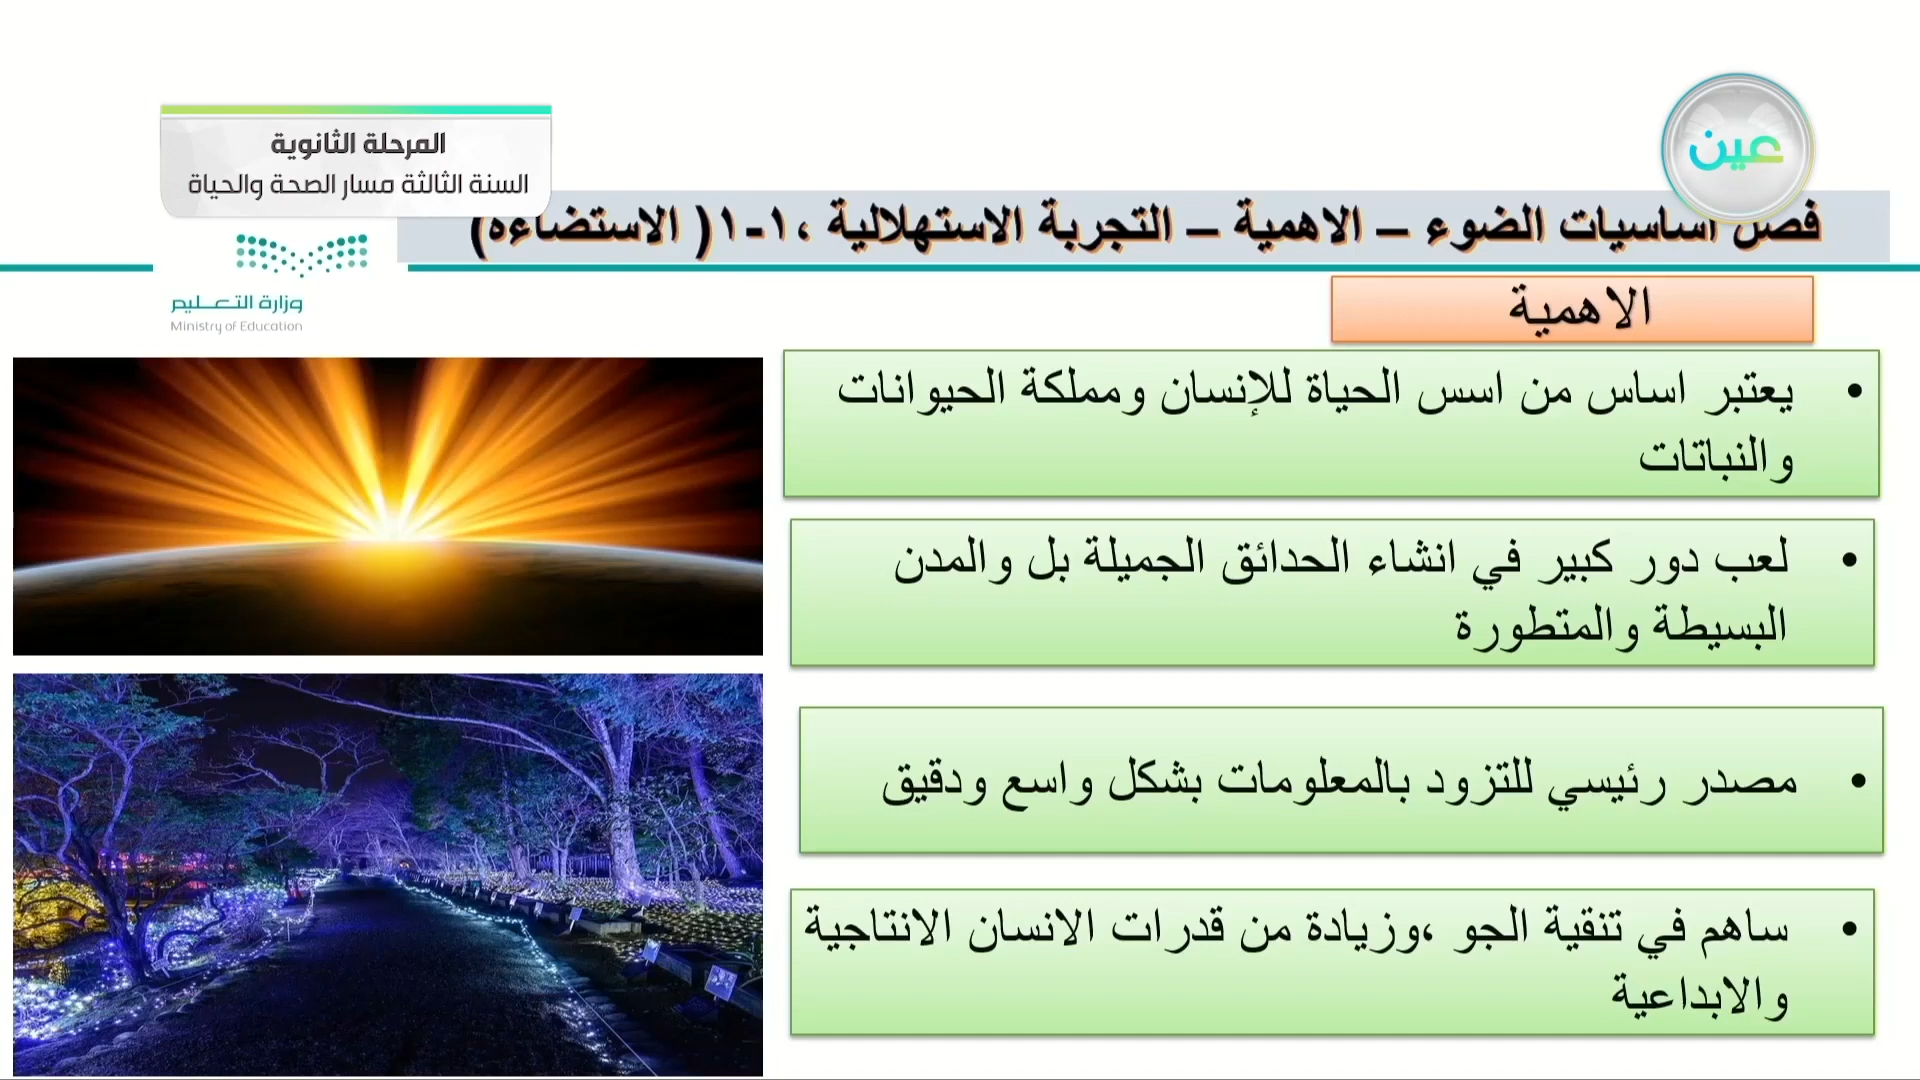 المرحلة الثانوية
السنة الثالثة مسار الصحة والحياة
عين
فصل اساسيات الضوء – الاهمية – التجربة الاستهلالية ،١-١( الاستضاءه)
وزارة التعليم
Ministry of Education
الاهمية
• يعتبر اساس من اسس الحياة للإنسان ومملكة الحيوانات
والنباتات
• لعب دور كبير في انشاء الحدائق الجميلة بل والمدن
البسيطة والمتطورة
• مصدر رئيسي للتزود بالمعلومات بشكل واسع ودقيق
• ساهم في تنقية الجو ،وزيادة من قدرات الانسان الانتاجية
والابداعية